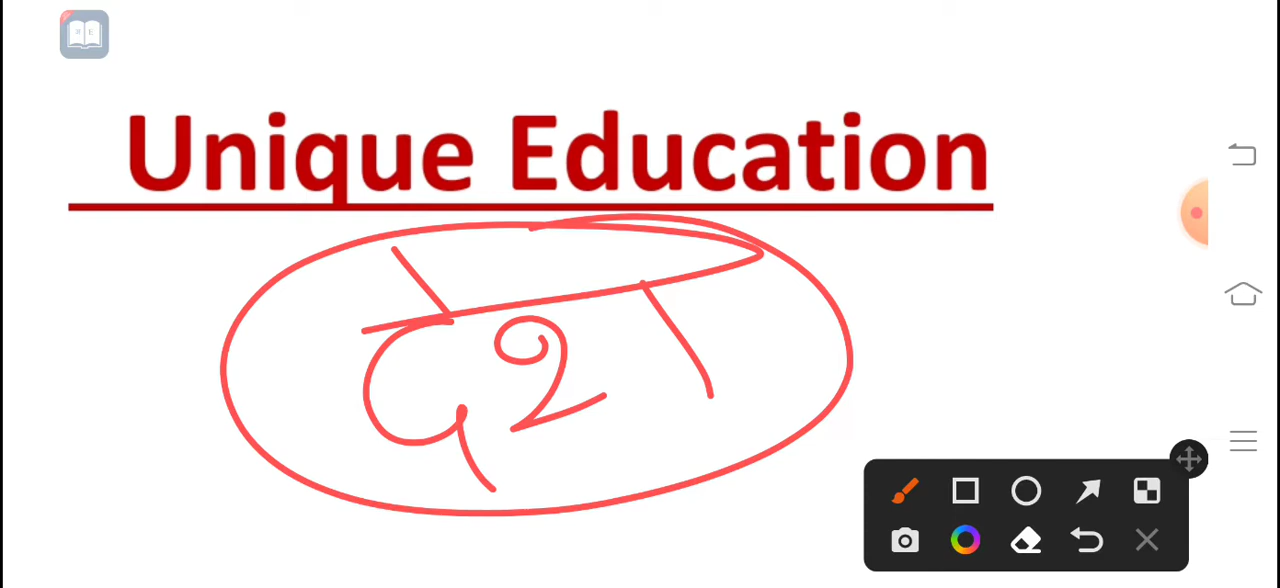 Unique Education
देश